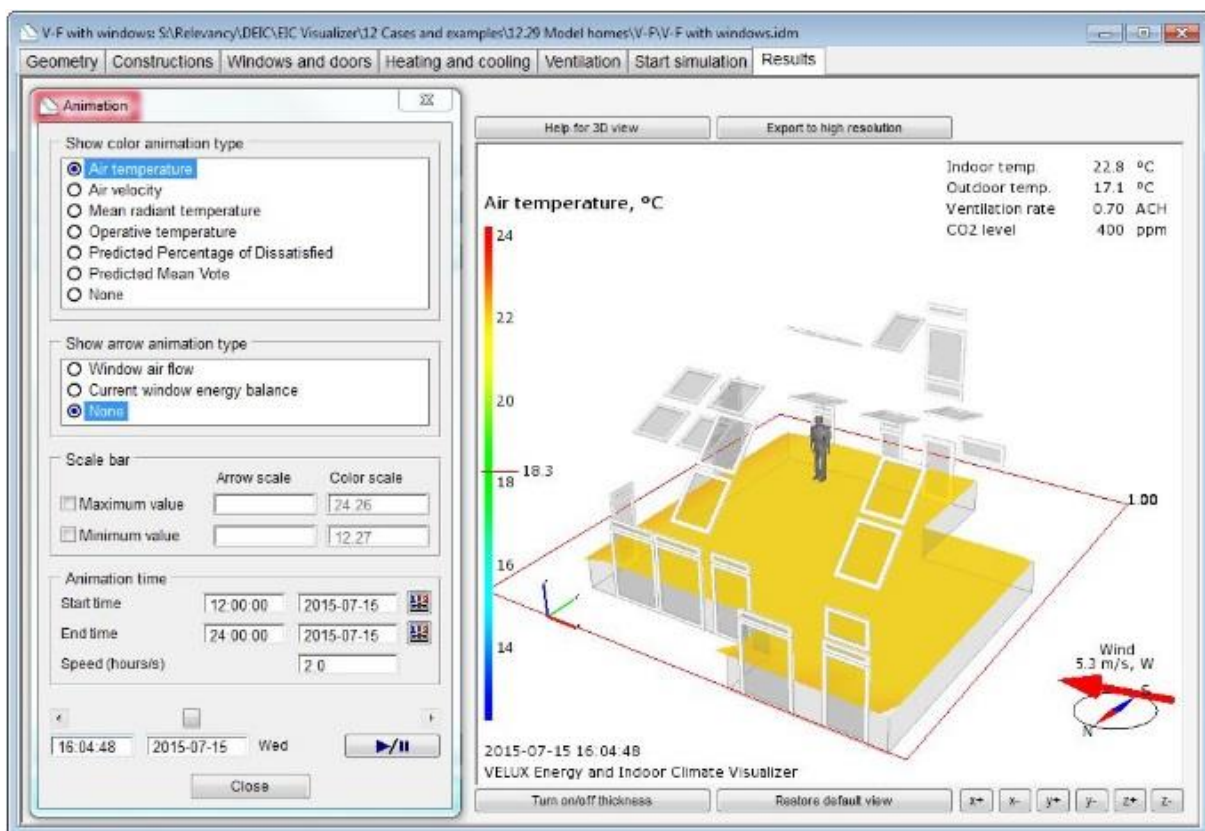 V-F with windows: S:\Relevancy\DEIC\EIC Visualizer\12 Cases and examples\12.29 Model homes\V-F\V-F with windows.idm
Geometry Constructions Windows and doors Heating and cooling Ventilation Start simulation Results
Animation
Show color animation type
Air temperature
Air velocity
Mean radiant temperature
Operative temperature
Predicted Percentage of Dissatisfied
Predicted Mean Vote
None
Show arrow animation type
Window air flow
Current window energy balance
None
Scale bar
Arrow scale Color scale
Maximum value 24.26
Minimum value 12.27
Animation time
Start time 12:00:00 2015-07-15
End time 24:00:00 2015-07-15
Speed (hours/s) 2.0
16:04:48 2015-07-15 Wed
Close
Help for 3D view Export to high resolution
Indoor temp. 22.8 °C
Outdoor temp. 17.1 °C
Ventilation rate 0.70 ACH
CO2 level 400 ppm
Air temperature, °C
24
22
20
18.3
18
16
14
1.00
Wind
5.3 m/s, W
S
N
2015-07-15 16:04:48
VELUX Energy and Indoor Climate Visualizer
Turn on/off thickness Restore default view x+ x- y+ y- z+ z-